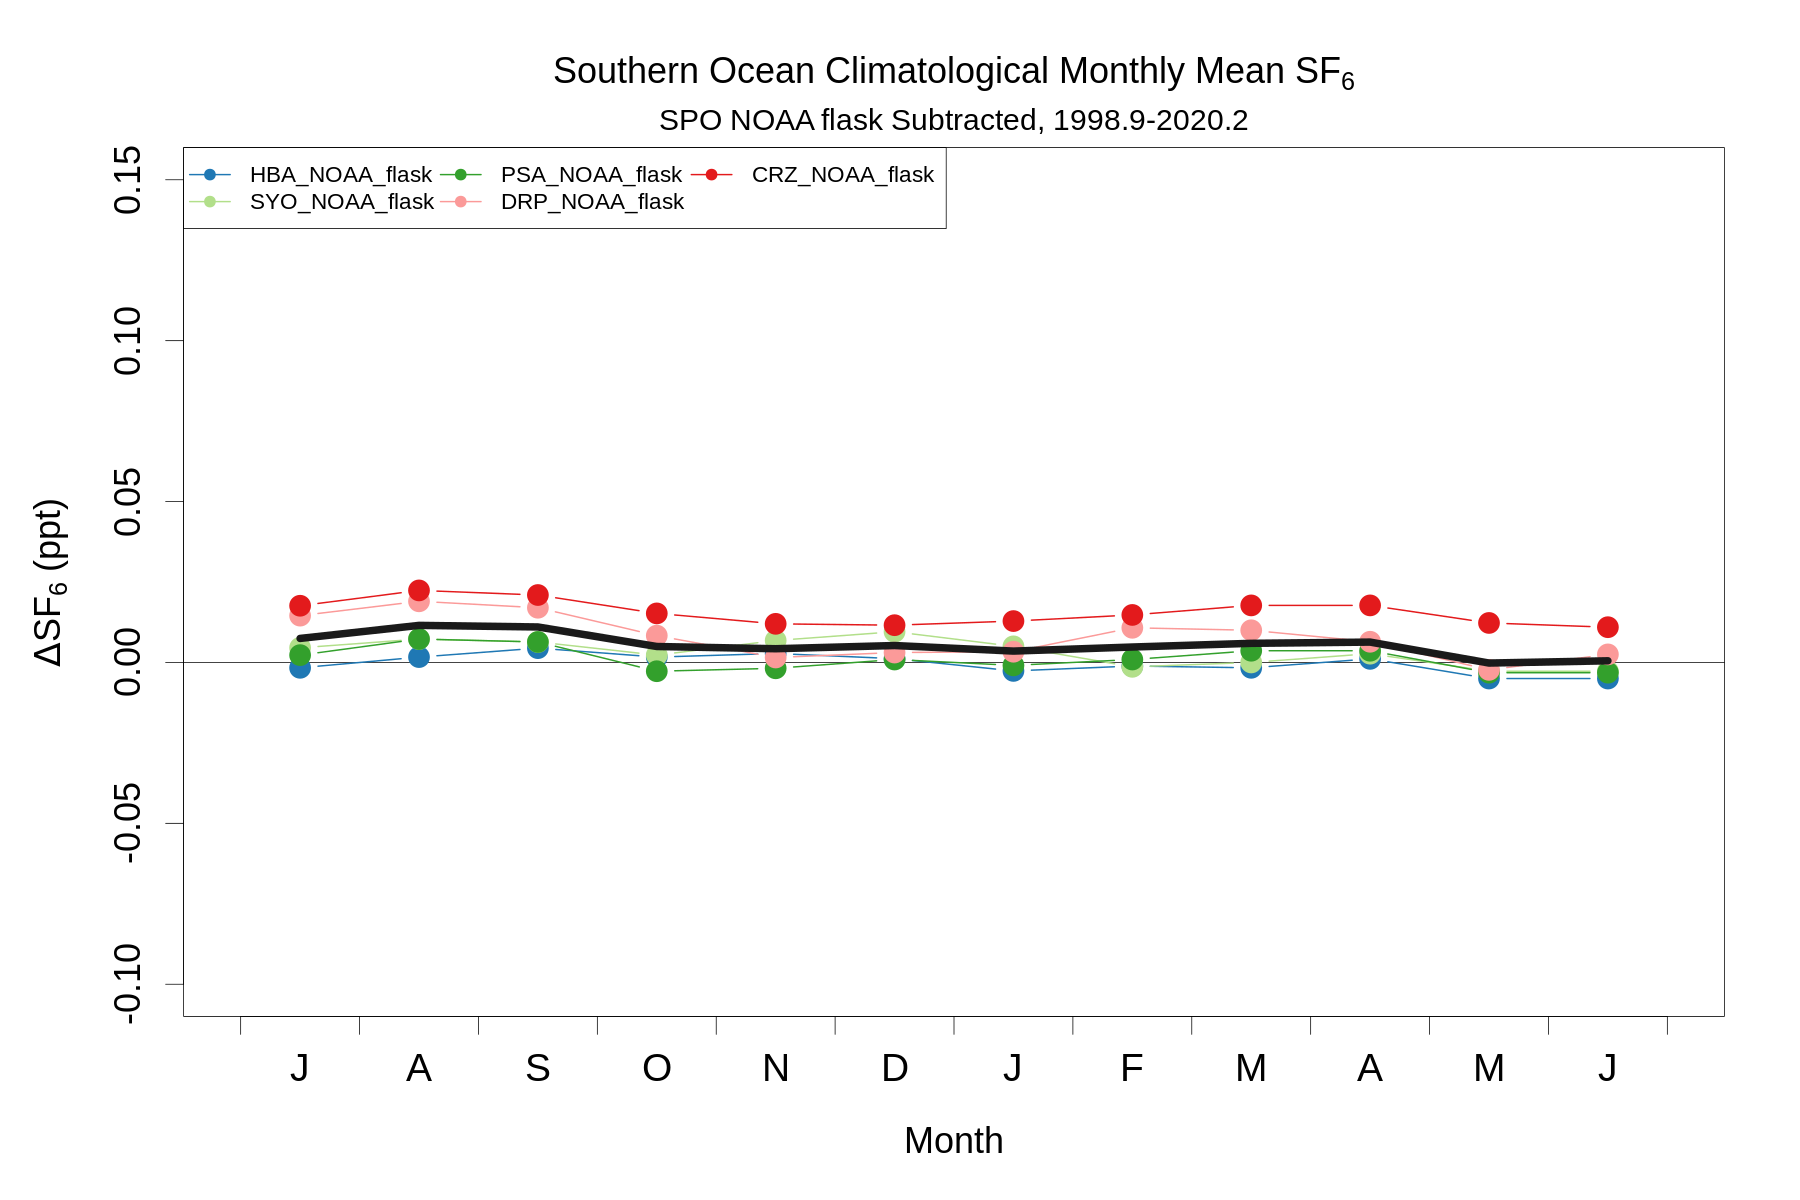 Southern Ocean Climatological Monthly Mean SF₆
SPO NOAA flask Subtracted, 1998.9-2020.2
HBA_NOAA_flask PSA_NOAA_flask CRZ_NOAA_flask
SYO_NOAA_flask DRP_NOAA_flask
ΔSF₆ (ppt)
0.15
0.10
0.05
0.00
-0.05
-0.10
J A S O N D J F M A M J
Month